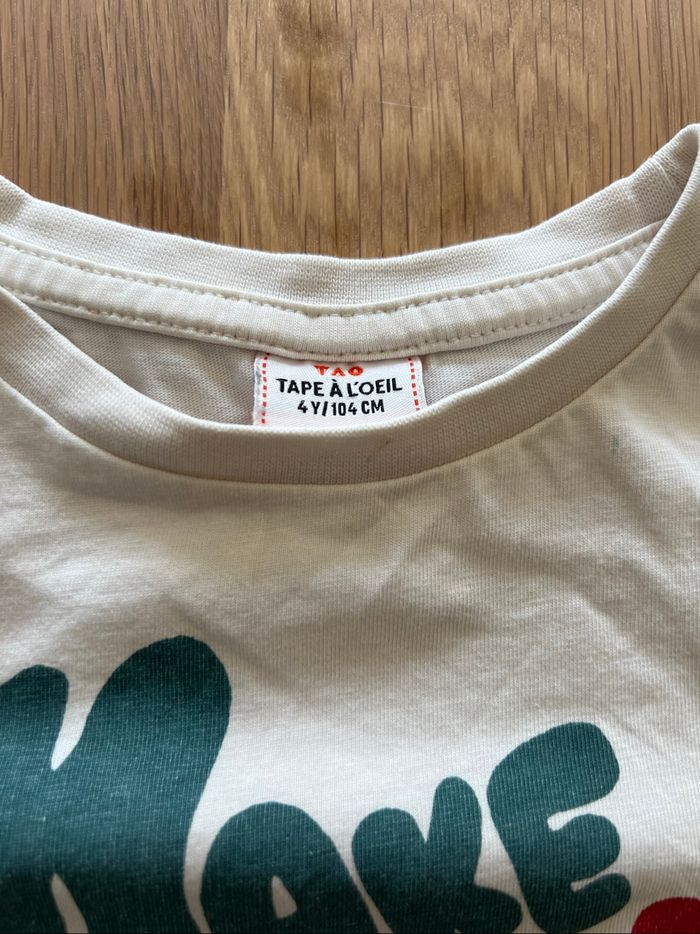 TAO
TAPE À L'OEIL
4Y/104 CM
MAKE